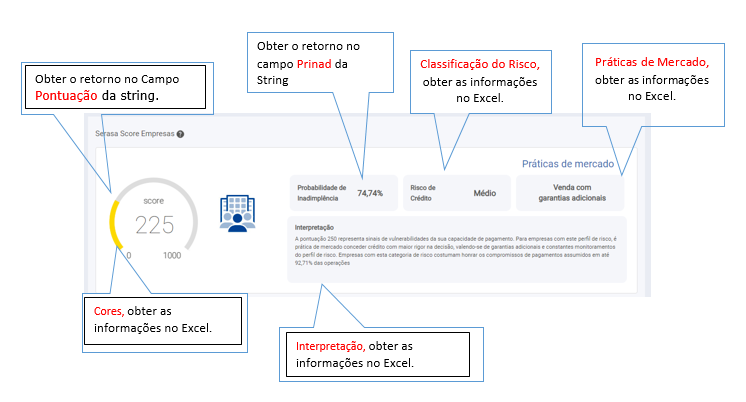 Obter o retorno no
campo Prinad da
String
Classificação do Risco,
obter as informações
no Excel.
Práticas de Mercado,
obter as informações
no Excel.
Obter o retorno no Campo
Pontuação da string.
Serasa Score Empresas ?
Práticas de mercado
score
225
0 1000
Probabilidade de
Inadimplência
74,74%
Risco de
Crédito
Médio
Venda com
garantias adicionais
Interpretação
A pontuação 250 representa sinais de vulnerabilidades da sua capacidade de pagamento. Para empresas com este perfil de risco, é
prática de mercado conceder crédito com maior rigor na decisão, valendo-se de garantias adicionais e constantes monitoramentos
do perfil de risco. Empresas com esta categoria de risco costumam honrar os compromissos de pagamentos assumidos em até
92,71% das operações
Cores, obter as
informações no Excel.
Interpretação, obter as
informações no Excel.